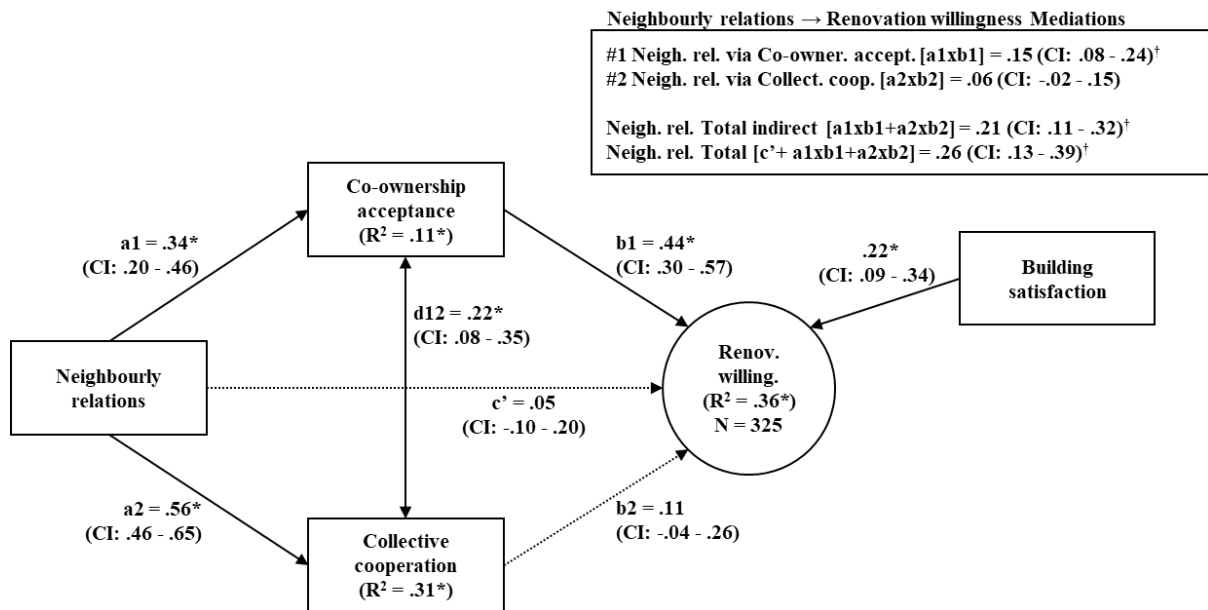 Neighbourly relations → Renovation willingness Mediations
#1 Neigh. rel. via Co-owner. accept. [a1xb1] = .15 (CI: .08 - .24)†
#2 Neigh. rel. via Collect. coop. [a2xb2] = .06 (CI: -.02 - .15)
Neigh. rel. Total indirect [a1xb1+a2xb2] = .21 (CI: .11 - .32)†
Neigh. rel. Total [c’+ a1xb1+a2xb2] = .26 (CI: .13 - .39)†
Co-ownership
acceptance
(R² = .11*)
a1 = .34*
(CI: .20 - .46)
b1 = .44*
(CI: .30 - .57)
.22*
(CI: .09 - .34)
Building
satisfaction
d12 = .22*
(CI: .08 - .35)
Neighbourly
relations
c’ = .05
(CI: -.10 - .20)
Renov.
willing.
(R² = .36*)
N = 325
a2 = .56*
(CI: .46 - .65)
b2 = .11
(CI: -.04 - .26)
Collective
cooperation
(R² = .31*)